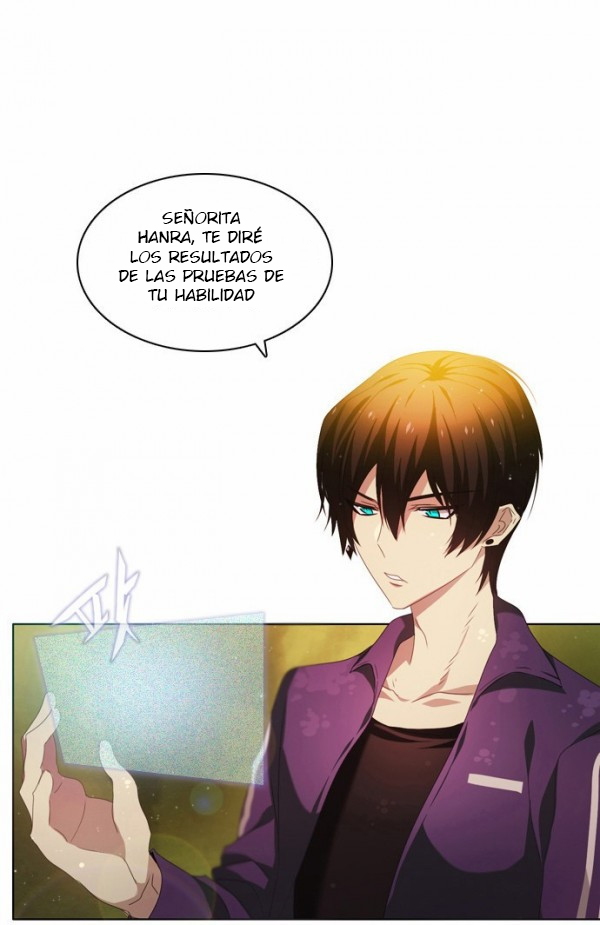 SEÑORITA
HANRA, TE DIRÉ
LOS RESULTADOS
DE LAS PRUEBAS DE
TU HABILIDAD